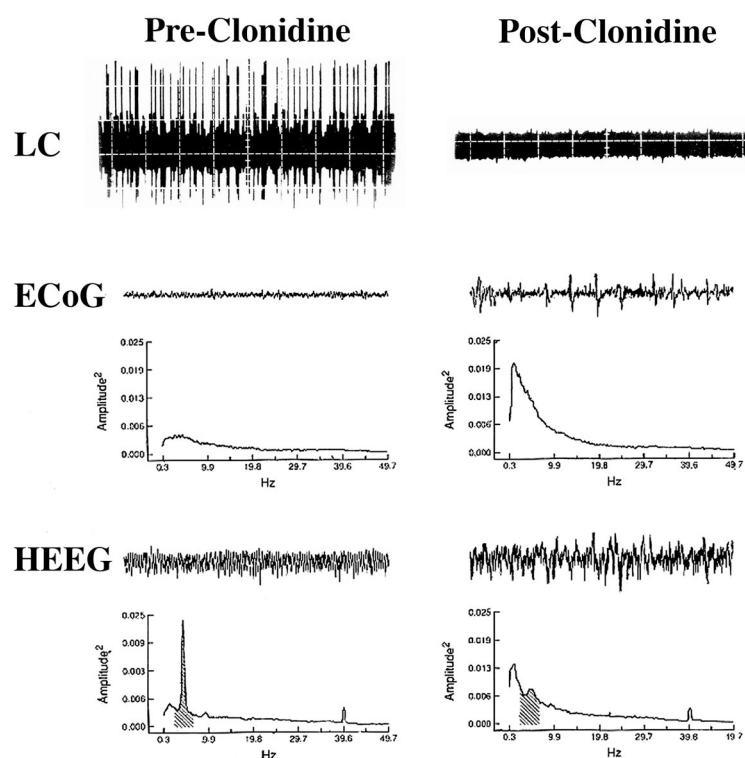 Pre-Clonidine
Post-Clonidine
LC
ECoG
0.025
0.019
0.013
0.006
0.000
Amplitude2
0.3 9.9 19.8 29.7 39.6 49.7
Hz
0.025
0.019
0.013
0.006
0.000
Amplitude2
0.3 9.9 19.8 29.7 39.6 49.7
Hz
HEEG
0.025
0.009
0.003
0.006
0.000
Amplitude2
0.3 9.9 19.8 29.7 39.6 49.7
Hz
0.025
0.019
0.013
0.006
0.000
Amplitude2
0.3 9.9 19.8 29.7 39.6 19.7
Hz